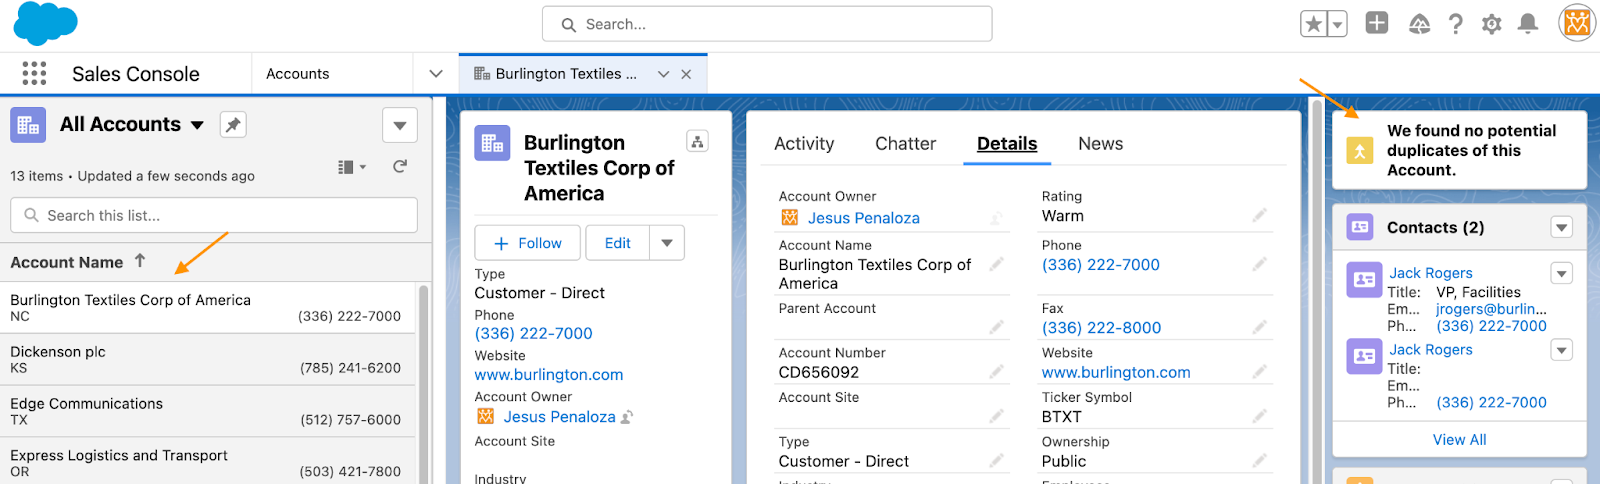 Search...
Sales Console
Accounts
Burlington Textiles ...
All Accounts
13 items • Updated a few seconds ago
Search this list...
Account Name ↑
Burlington Textiles Corp of America
NC
(336) 222-7000
Dickenson plc
KS
(785) 241-6200
Edge Communications
TX
(512) 757-6000
Express Logistics and Transport
OR
(503) 421-7800
Burlington
Textiles Corp of
America
+ Follow
Edit
Type
Customer - Direct
Phone
(336) 222-7000
Website
www.burlington.com
Account Owner
Jesus Penaloza
Account Site
Industry
Activity
Chatter
Details
News
Account Owner
Jesus Penaloza
Rating
Warm
Account Name
Burlington Textiles Corp of
America
Phone
(336) 222-7000
Parent Account
Fax
(336) 222-8000
Account Number
CD656092
Website
www.burlington.com
Account Site
Ticker Symbol
BTXT
Type
Customer - Direct
Ownership
Public
Industry
Employees
We found no potential
duplicates of this
Account.
Contacts (2)
Jack Rogers
Title: VP, Facilities
Em... jrogers@burlin...
Ph... (336) 222-7000
Jack Rogers
Title:
Em...
Ph... (336) 222-7000
View All